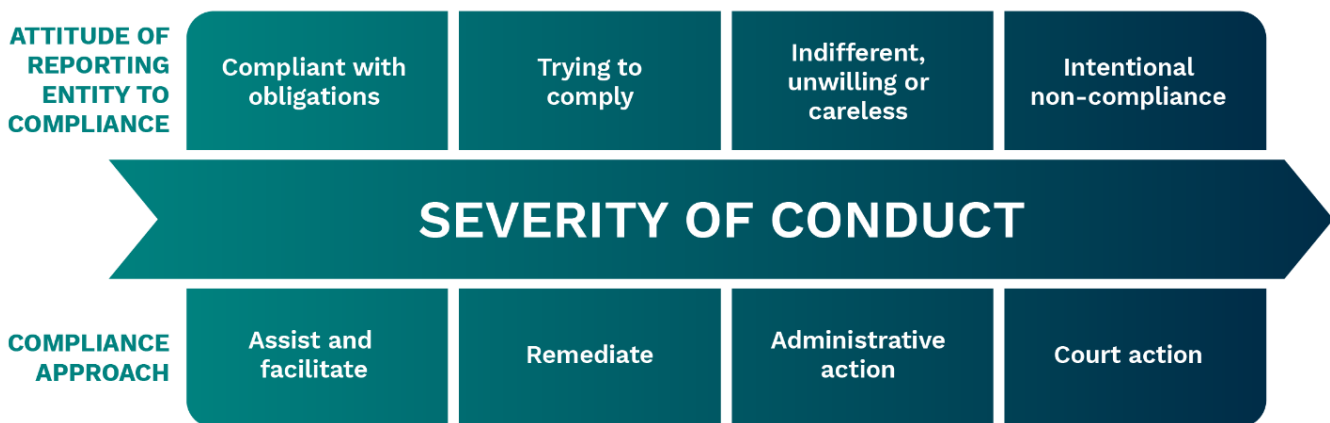 ATTITUDE OF
REPORTING
ENTITY TO
COMPLIANCE
Compliant with
obligations
Trying to
comply
Indifferent,
unwilling or
careless
Intentional
non-compliance
SEVERITY OF CONDUCT
COMPLIANCE
APPROACH
Assist and
facilitate
Remediate
Administrative
action
Court action